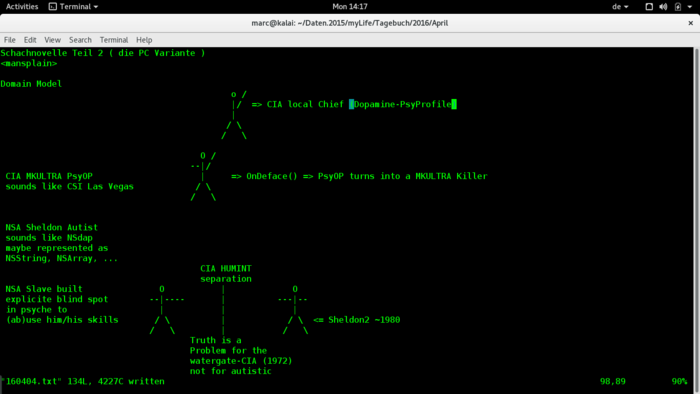 Activities Terminal Mon 14:17 de
marc@kalai: ~/Daten.2015/myLife/Tagebuch/2016/April
File Edit View Search Terminal Help
Schachnovelle Teil 2 ( die PC Variante )
<mansplain>
Domain Model
o /
|/ => CIA local Chief (Dopamine-PsyProfile)
|
/ \
/ \
O /
--|/
CIA MKULTRA PsyOP | => OnDeface() => PsyOP turns into a MKULTRA Killer
sounds like CSI Las Vegas / \
/ \
NSA Sheldon Autist
sounds like NSdap
maybe represented as
NSString, NSArray, ...
CIA HUMINT
separation
NSA Slave built O | O
explicite blind spot --|---- | ---|--
in psyche to | | |
(ab)use him/his skills / \ | / \ <= Sheldon2 ~1980
/ \ | / \
Truth is a
Problem for the
watergate-CIA (1972)
not for autistic
"160404.txt" 134L, 4227C written 98,89 90%